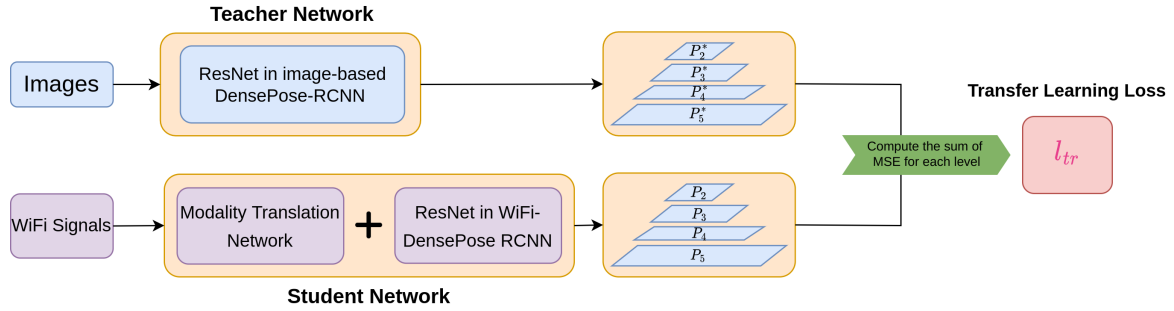 Teacher Network
Images
ResNet in image-based
DensePose-RCNN
P₂*
P₃*
P₄*
P₅*
Transfer Learning Loss
Compute the sum of
MSE for each level
l_tr
WiFi Signals
Modality Translation
Network
+
ResNet in WiFi-
DensePose RCNN
P₂
P₃
P₄
P₅
Student Network